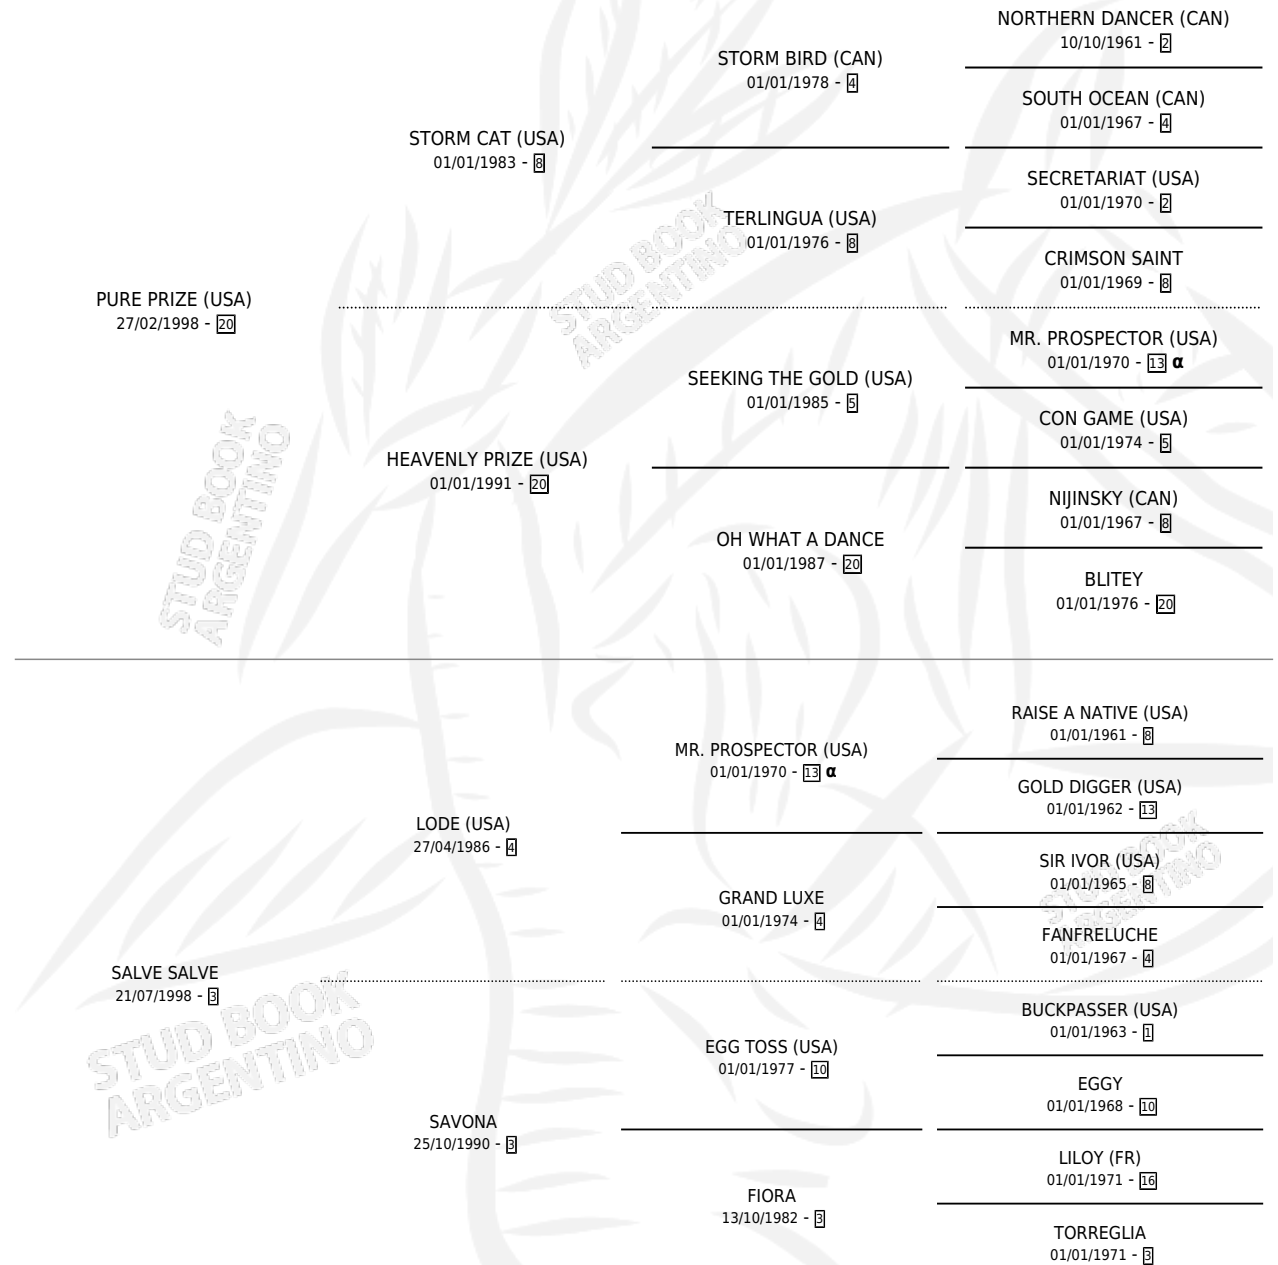 NORTHERN DANCER (CAN)
10/10/1961 - 2
STORM BIRD (CAN)
01/01/1978 - 4
SOUTH OCEAN (CAN)
01/01/1967 - 4
STORM CAT (USA)
01/01/1983 - 8
SECRETARIAT (USA)
01/01/1970 - 2
TERLINGUA (USA)
01/01/1976 - 8
CRIMSON SAINT
01/01/1969 - 8
PURE PRIZE (USA)
27/02/1998 - 20
MR. PROSPECTOR (USA)
01/01/1970 - 13 α
SEEKING THE GOLD (USA)
01/01/1985 - 5
CON GAME (USA)
01/01/1974 - 5
HEAVENLY PRIZE (USA)
01/01/1991 - 20
NIJINSKY (CAN)
01/01/1967 - 8
OH WHAT A DANCE
01/01/1987 - 20
BLITEY
01/01/1976 - 20
RAISE A NATIVE (USA)
01/01/1961 - 8
MR. PROSPECTOR (USA)
01/01/1970 - 13 α
GOLD DIGGER (USA)
01/01/1962 - 13
LODE (USA)
27/04/1986 - 4
SIR IVOR (USA)
01/01/1965 - 8
GRAND LUXE
01/01/1974 - 4
FANFRELUCHE
01/01/1967 - 4
SALVE SALVE
21/07/1998 - 3
BUCKPASSER (USA)
01/01/1963 - 1
EGG TOSS (USA)
01/01/1977 - 10
EGGY
01/01/1968 - 10
SAVONA
25/10/1990 - 3
LILOY (FR)
01/01/1971 - 16
FIORA
13/10/1982 - 3
TORREGLIA
01/01/1971 - 3
STUD BOOK
ARGENTINO
STUD BOOK
ARGENTINO
STUD BOOK
ARGENTINO
STUD BOOK
ARGENTINO